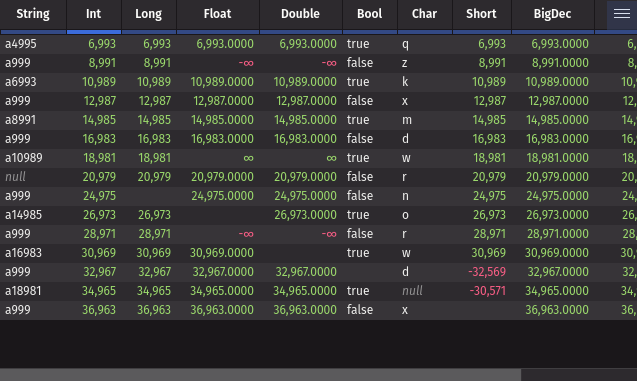 String Int Long Float Double Bool Char Short BigDec
a4995 6,993 6,993 6,993.0000 6,993.0000 true q 6,993 6,993.0000 6,
a999 8,991 8,991 -∞ -∞ false z 8,991 8,991.0000 8,
a6993 10,989 10,989 10,989.0000 10,989.0000 true k 10,989 10,989.0000 10,
a999 12,987 12,987 12,987.0000 12,987.0000 false x 12,987 12,987.0000 12,
a8991 14,985 14,985 14,985.0000 14,985.0000 true m 14,985 14,985.0000 14,
a999 16,983 16,983 16,983.0000 16,983.0000 false d 16,983 16,983.0000 16,
a10989 18,981 18,981 ∞ ∞ true w 18,981 18,981.0000 18,
null 20,979 20,979 20,979.0000 20,979.0000 false r 20,979 20,979.0000 20,
a999 24,975 24,975.0000 24,975.0000 false n 24,975 24,975.0000 24,
a14985 26,973 26,973 26,973.0000 true o 26,973 26,973.0000 26,
a999 28,971 28,971 -∞ -∞ false r 28,971 28,971.0000 28,
a16983 30,969 30,969 30,969.0000 true w 30,969 30,969.0000 30,
a999 32,967 32,967 32,967.0000 32,967.0000 d -32,569 32,967.0000 32,
a18981 34,965 34,965 34,965.0000 34,965.0000 true null -30,571 34,965.0000 34,
a999 36,963 36,963 36,963.0000 36,963.0000 false x 36,963.0000 36,